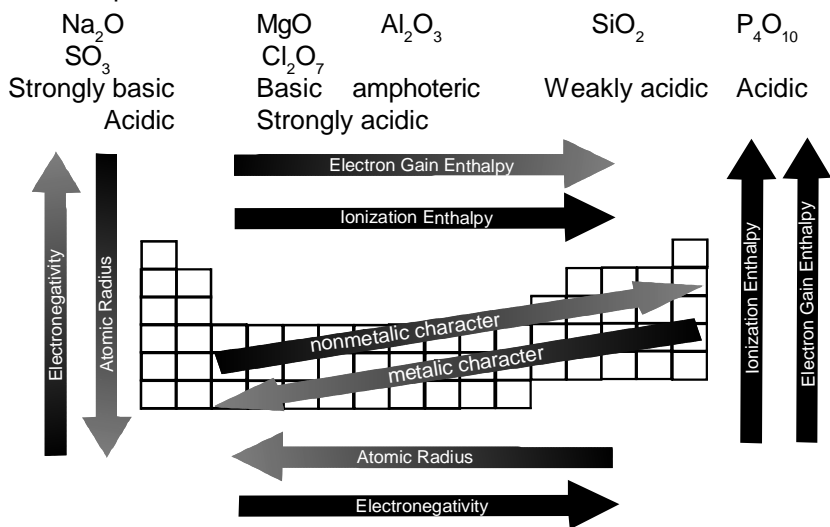 Na₂O MgO Al₂O₃ SiO₂ P₄O₁₀
SO₃ Cl₂O₇
Strongly basic Basic amphoteric Weakly acidic Acidic
Acidic Strongly acidic
Electron Gain Enthalpy
Ionization Enthalpy
Electronegativity
Atomic Radius
nonmetalic character
metalic character
Ionization Enthalpy
Electron Gain Enthalpy
Atomic Radius
Electronegativity